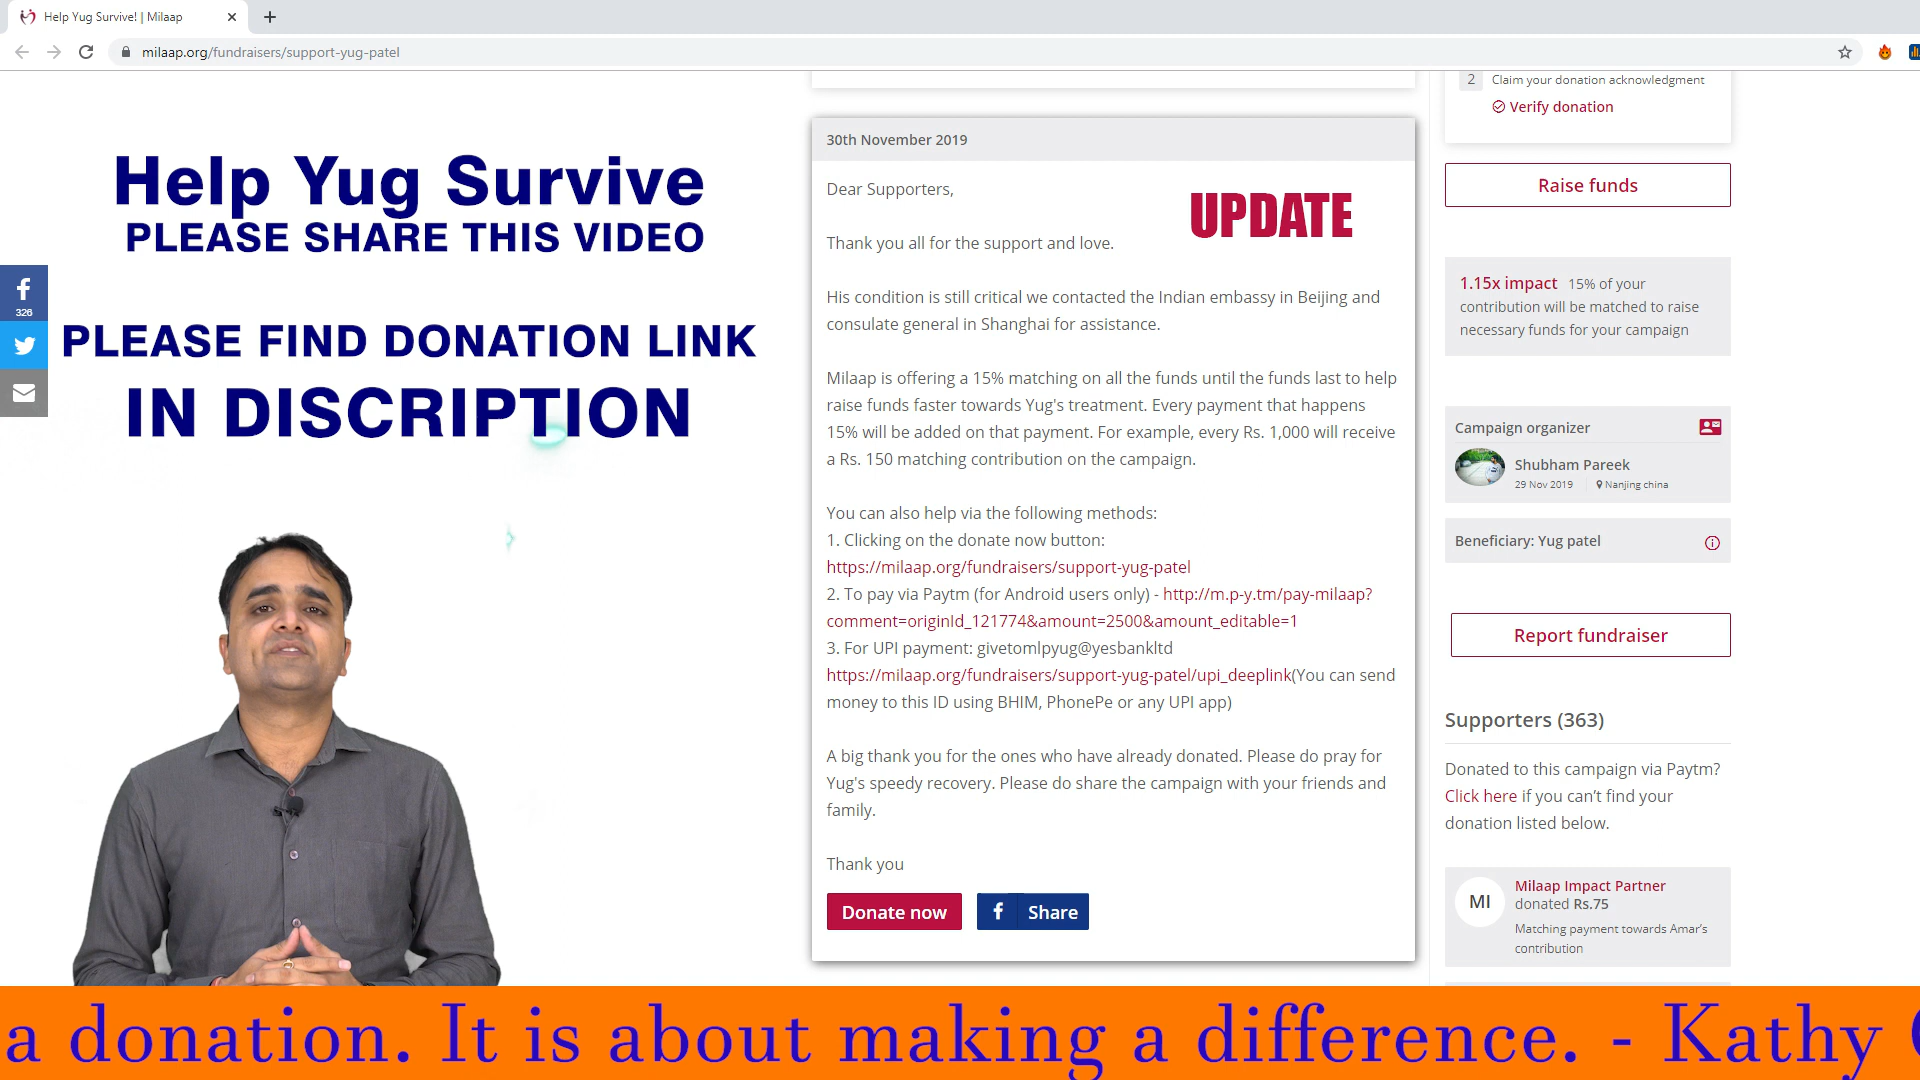 Help Yug Survive! | Milaap
milaap.org/fundraisers/support-yug-patel
Help Yug Survive
PLEASE SHARE THIS VIDEO
PLEASE FIND DONATION LINK
IN DISCRIPTION
326
30th November 2019
UPDATE
Dear Supporters,
Thank you all for the support and love.
His condition is still critical we contacted the Indian embassy in Beijing and
consulate general in Shanghai for assistance.
Milaap is offering a 15% matching on all the funds until the funds last to help
raise funds faster towards Yug's treatment. Every payment that happens
15% will be added on that payment. For example, every Rs. 1,000 will receive
a Rs. 150 matching contribution on the campaign.
You can also help via the following methods:
1. Clicking on the donate now button:
https://milaap.org/fundraisers/support-yug-patel
2. To pay via Paytm (for Android users only) - http://m.p-y.tm/pay-milaap?
comment=originId_121774&amount=2500&amount_editable=1
3. For UPI payment: givetomlpyug@yesbankltd
https://milaap.org/fundraisers/support-yug-patel/upi_deeplink(You can send
money to this ID using BHIM, PhonePe or any UPI app)
A big thank you for the ones who have already donated. Please do pray for
Yug's speedy recovery. Please do share the campaign with your friends and
family.
Thank you
Donate now
Share
2 Claim your donation acknowledgment
Verify donation
Raise funds
1.15x impact 15% of your
contribution will be matched to raise
necessary funds for your campaign
Campaign organizer
Shubham Pareek
29 Nov 2019 Nanjing china
Beneficiary: Yug patel
Report fundraiser
Supporters (363)
Donated to this campaign via Paytm?
Click here if you can't find your
donation listed below.
MI
Milaap Impact Partner
donated Rs.75
Matching payment towards Amar's
contribution
a donation. It is about making a difference. - Kathy